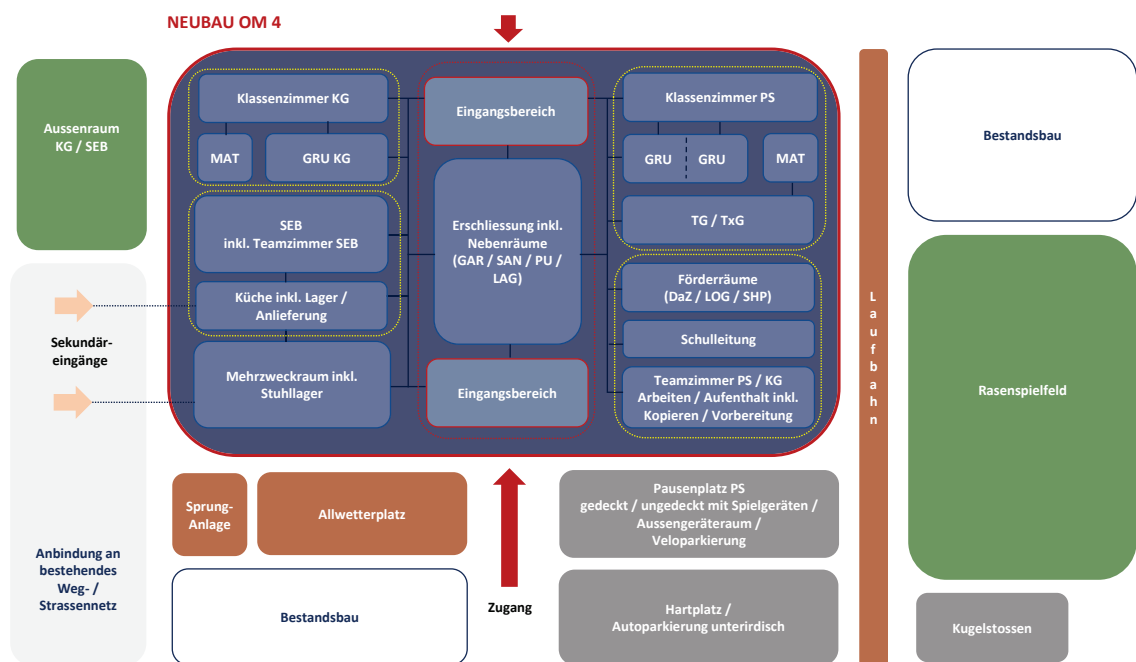 NEUBAU OM 4
Aussenraum
KG / SEB
Klassenzimmer KG
MAT
GRU KG
SEB
inkl. Teamzimmer SEB
Küche inkl. Lager /
Anlieferung
Mehrzweckraum inkl.
Stuhllager
Eingangsbereich
Erschliessung inkl.
Nebenräume
(GAR / SAN / PU /
LAG)
Eingangsbereich
Klassenzimmer PS
GRU
GRU
MAT
TG / TxG
Förderräume
(DaZ / LOG / SHP)
Schulleitung
Teamzimmer PS / KG
Arbeiten / Aufenthalt inkl.
Kopieren / Vorbereitung
Laufbahn
Bestandsbau
Rasenspielfeld
Kugelstossen
Sekundär-
eingänge
Anbindung an
bestehendes
Weg- /
Strassennetz
Sprung-
Anlage
Allwetterplatz
Bestandsbau
Zugang
Pausenplatz PS
gedeckt / ungedeckt mit Spielgeräten /
Aussengeräteraum /
Veloparkierung
Hartplatz /
Autoparkierung unterirdisch